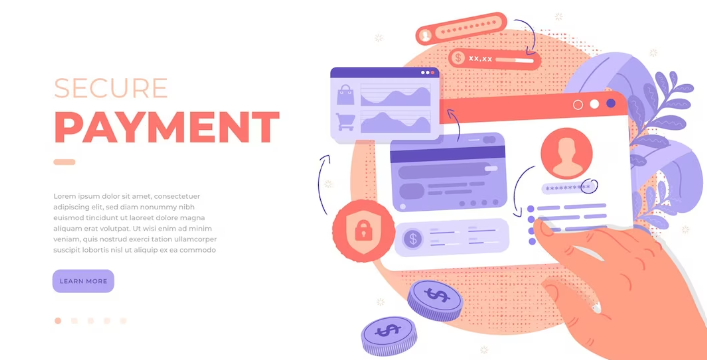 SECURE
PAYMENT
Lorem ipsum dolor sit amet, consectetuer
adipiscing elit, sed diam nonummy nibh
euismod tincidunt ut laoreet dolore magna
aliquam erat volutpat. Ut wisi enim ad minim
veniam, quis nostrud exerci tation ullamcorper
suscipit lobortis nisl ut aliquip ex ea commodo
LEARN MORE
$ XX,XX
$
$
$